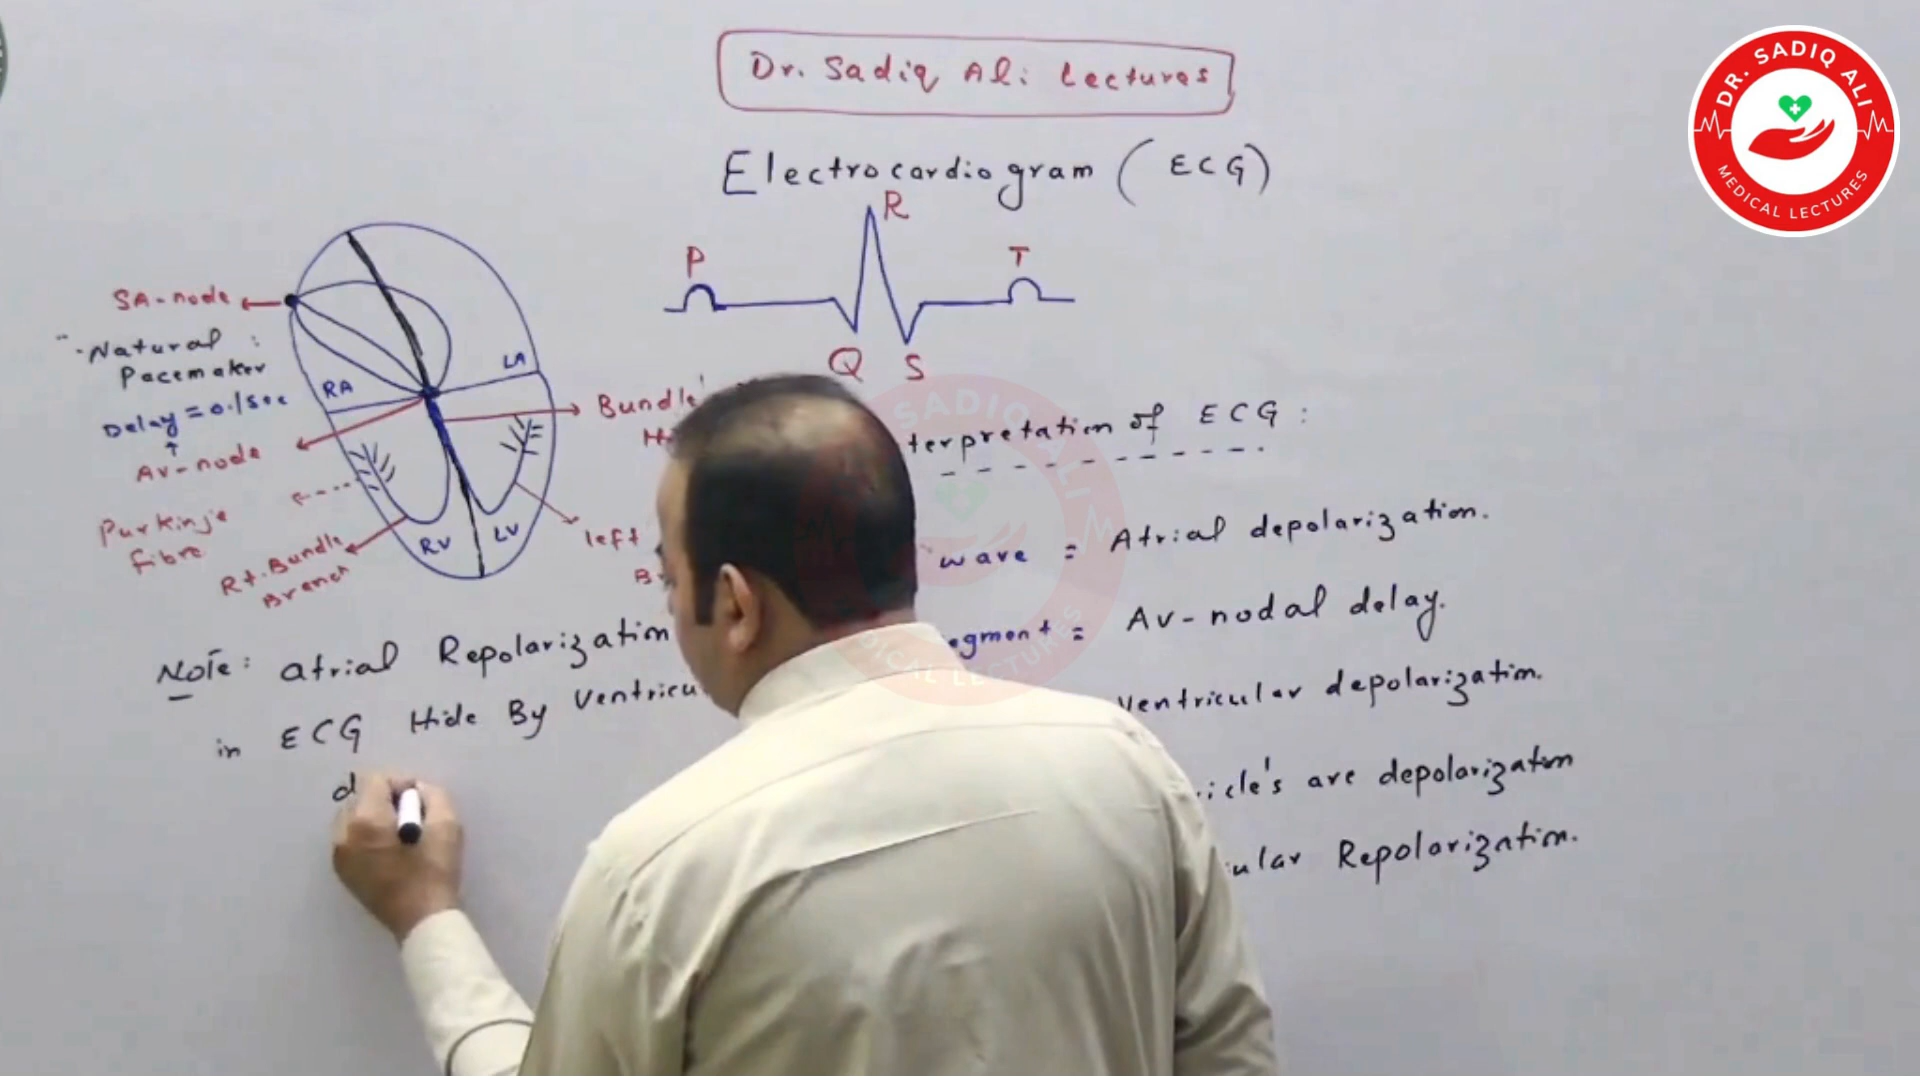 Dr. Sadiq Ali Lectures
DR. SADIQ ALI
MEDICAL LECTURES
Electrocardiogram (ECG)
R
P
T
Q
S
SA-node
Natural
Pacemaker
Delay = 0.1 sec
AV-node
Purkinje
fibre
Rt. Bundle
Branch
RA
LA
RV
LV
Bundle
left
Interpretation of ECG :
wave = Atrial depolarization.
= AV-nodal delay.
Ventricular depolarization.
are depolarization
Repolarization.
Note: atrial Repolarization
in ECG Hide By
d